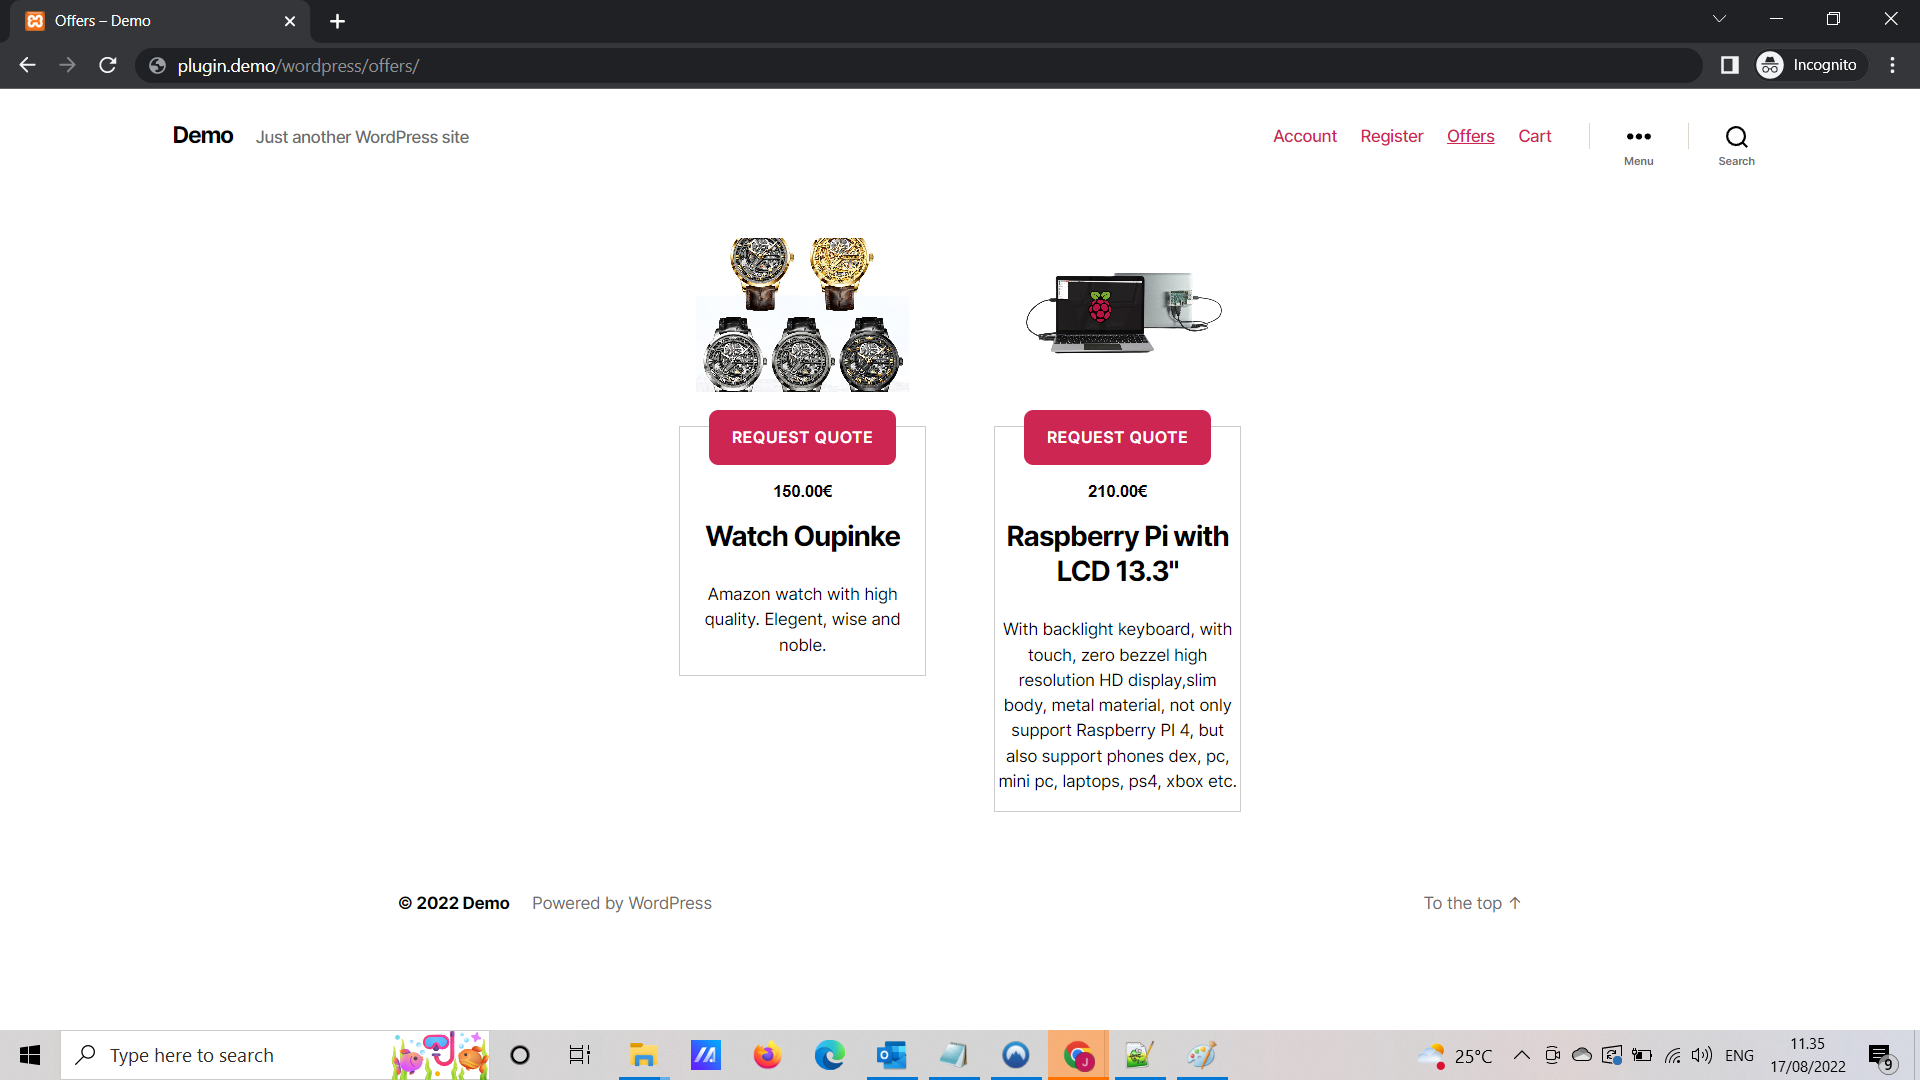 Offers – Demo
plugin.demo/wordpress/offers/
Incognito
Demo
Just another WordPress site
Account
Register
Offers
Cart
Menu
Search
REQUEST QUOTE
150.00€
Watch Oupinke
Amazon watch with high
quality. Elegent, wise and
noble.
REQUEST QUOTE
210.00€
Raspberry Pi with
LCD 13.3"
With backlight keyboard, with
touch, zero bezzel high
resolution HD display,slim
body, metal material, not only
support Raspberry PI 4, but
also support phones dex, pc,
mini pc, laptops, ps4, xbox etc.
© 2022 Demo
Powered by WordPress
To the top ↑
Type here to search
25°C
ENG
11.35
17/08/2022
9